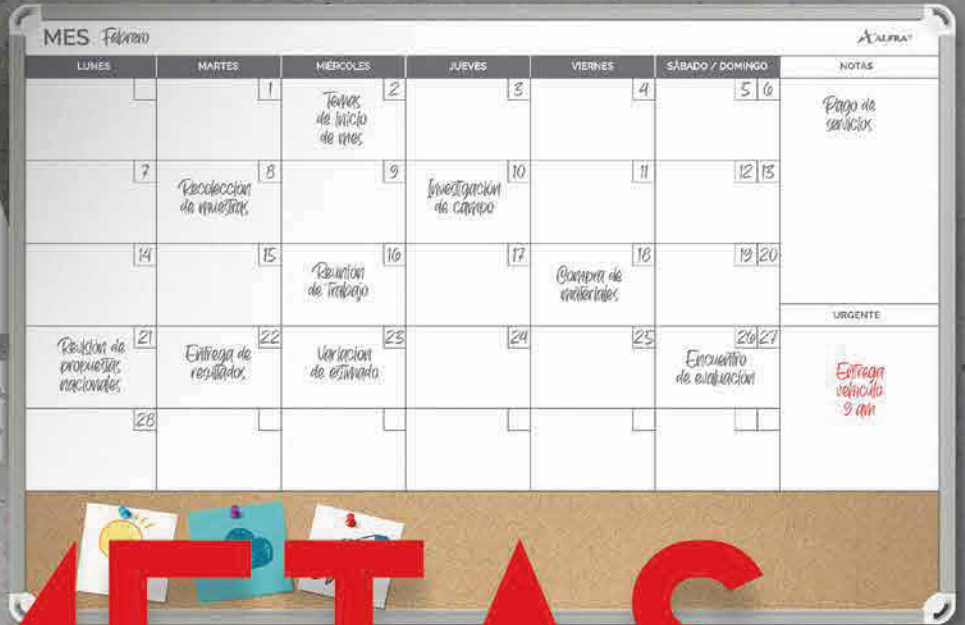 MES Febrero
ALFRA
LUNES MARTES MIÉRCOLES JUEVES VIERNES SÁBADO / DOMINGO NOTAS
1 2 3 4 5 6
Temas
de inicio
de mes
Pago de
servicios
7 8 9 10 11 12 13
Recolección
de muestras
Investigación
de campo
14 15 16 17 18 19 20
Reunión
de Trabajo
Compra de
materiales
URGENTE
21 22 23 24 25 26 27
Revisión de
propuestas
nacionales
Entrega de
resultados
Variación
de estimado
Encuentro
de evaluación
Entrega
vehículo
9 am
28
METAS